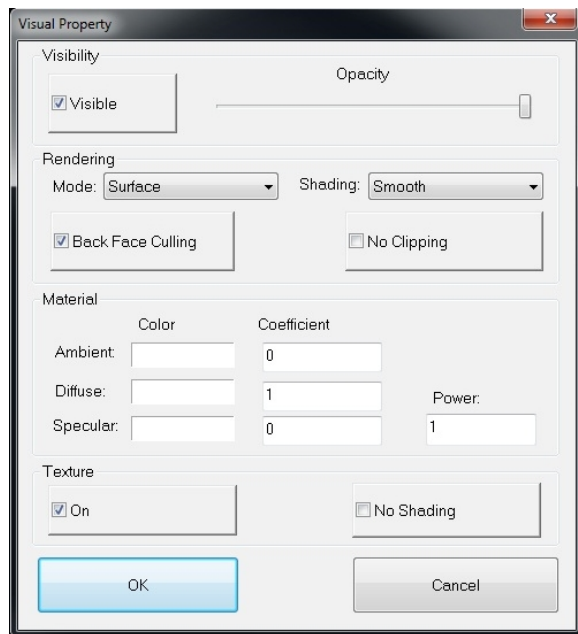 Visual Property
Visibility
Opacity
Visible
Rendering
Mode: Surface Shading: Smooth
Back Face Culling No Clipping
Material
Color Coefficient
Ambient: 0
Diffuse: 1 Power:
Specular: 0 1
Texture
On No Shading
OK Cancel